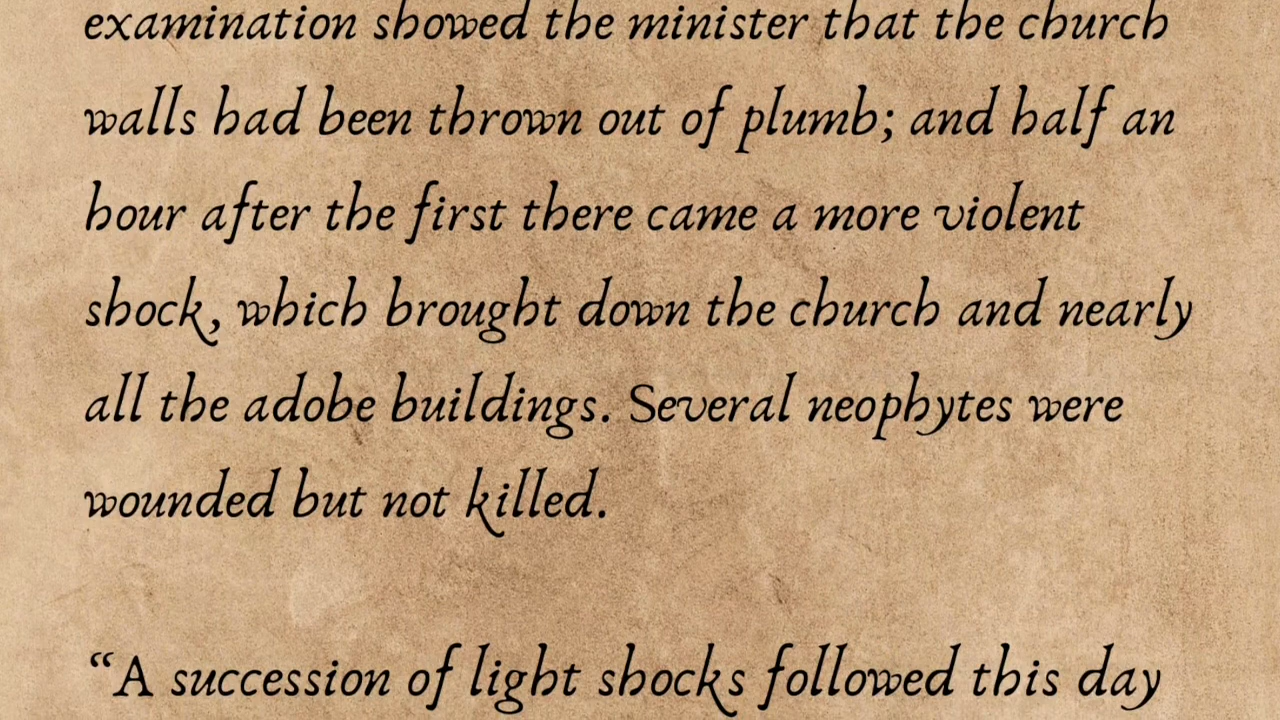 examination showed the minister that the church
walls had been thrown out of plumb; and half an
hour after the first there came a more violent
shock, which brought down the church and nearly
all the adobe buildings. Several neophytes were
wounded but not killed.
“A succession of light shocks followed this day